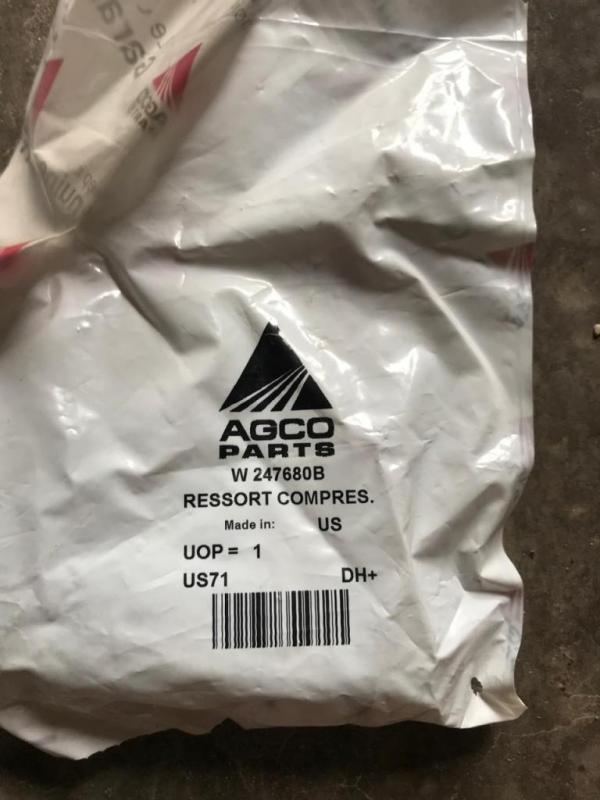 AGCO
PARTS
W 247680B
RESSORT COMPRES.
Made in: US
UOP = 1
US71 DH+